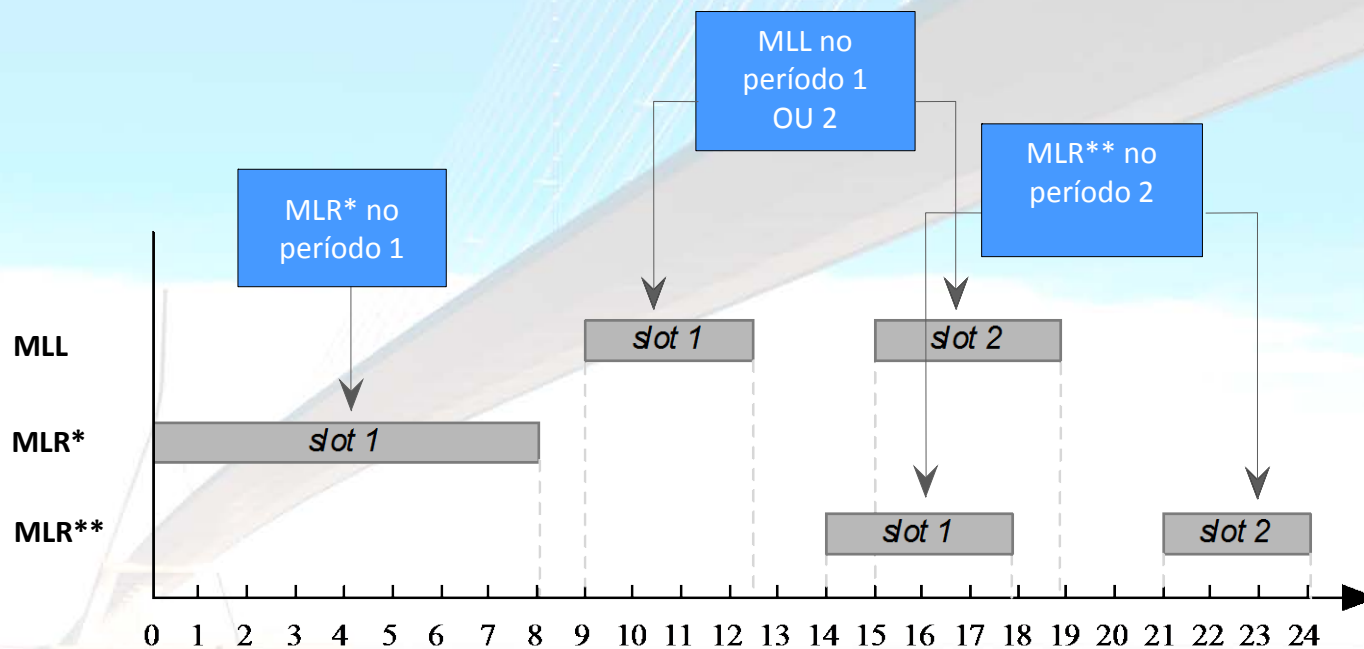 MLL no
período 1
OU 2
MLR** no
período 2
MLR* no
período 1
MLL
slot 1
slot 2
MLR*
slot 1
MLR**
slot 1
slot 2
0 1 2 3 4 5 6 7 8 9 10 11 12 13 14 15 16 17 18 19 20 21 22 23 24